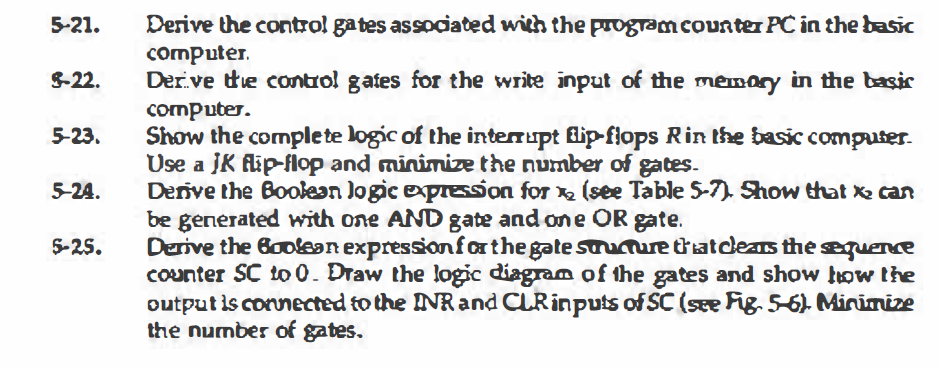 5-21. Derive the control gates associated with the program counter PC in the basic
computer.
5-22. Derive the control gates for the write input of the memory in the basic
computer.
5-23. Show the complete logic of the interrupt flip-flops R in the basic computer.
Use a JK flip-flop and minimize the number of gates.
5-24. Derive the Boolean logic expression for x₂ (see Table 5-7). Show that x₂ can
be generated with one AND gate and one OR gate.
5-25. Derive the Boolean expression for the gate structure that clears the sequence
counter SC to 0. Draw the logic diagram of the gates and show how the
output is connected to the INR and CLR inputs of SC (see Fig. 5-6). Minimize
the number of gates.